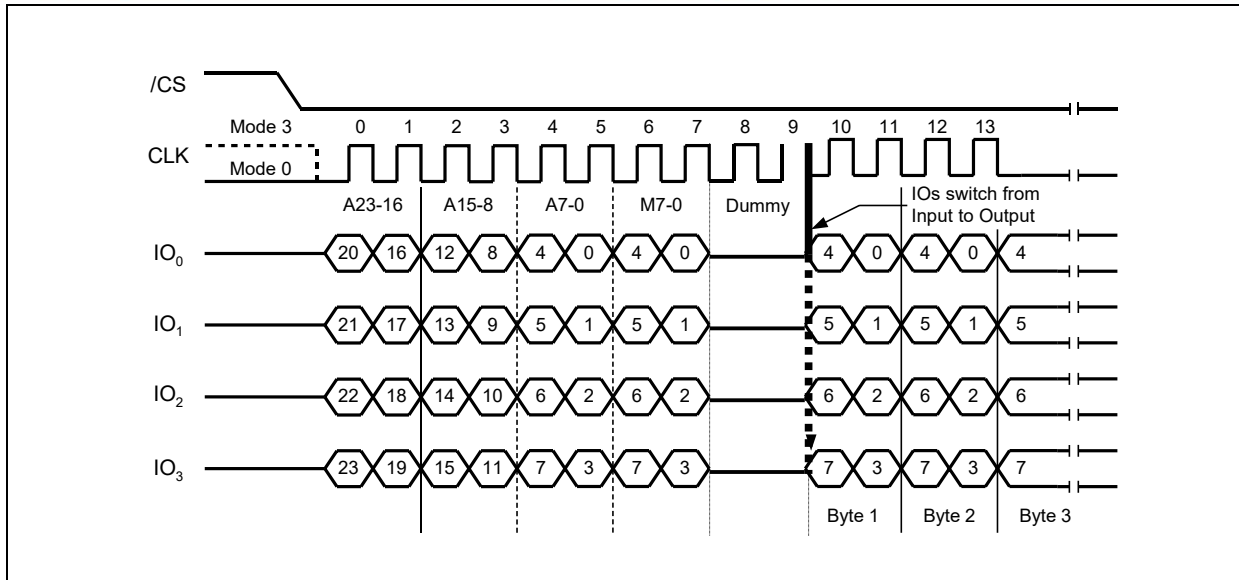 /CS
Mode 3 0 1 2 3 4 5 6 7 8 9 10 11 12 13
CLK
Mode 0
IOs switch from
Input to Output
A23-16 A15-8 A7-0 M7-0 Dummy
IO0 20 16 12 8 4 0 4 0 4 0 4 0 4
IO1 21 17 13 9 5 1 5 1 5 1 5 1 5
IO2 22 18 14 10 6 2 6 2 6 2 6 2 6
IO3 23 19 15 11 7 3 7 3 7 3 7 3 7
Byte 1 Byte 2 Byte 3